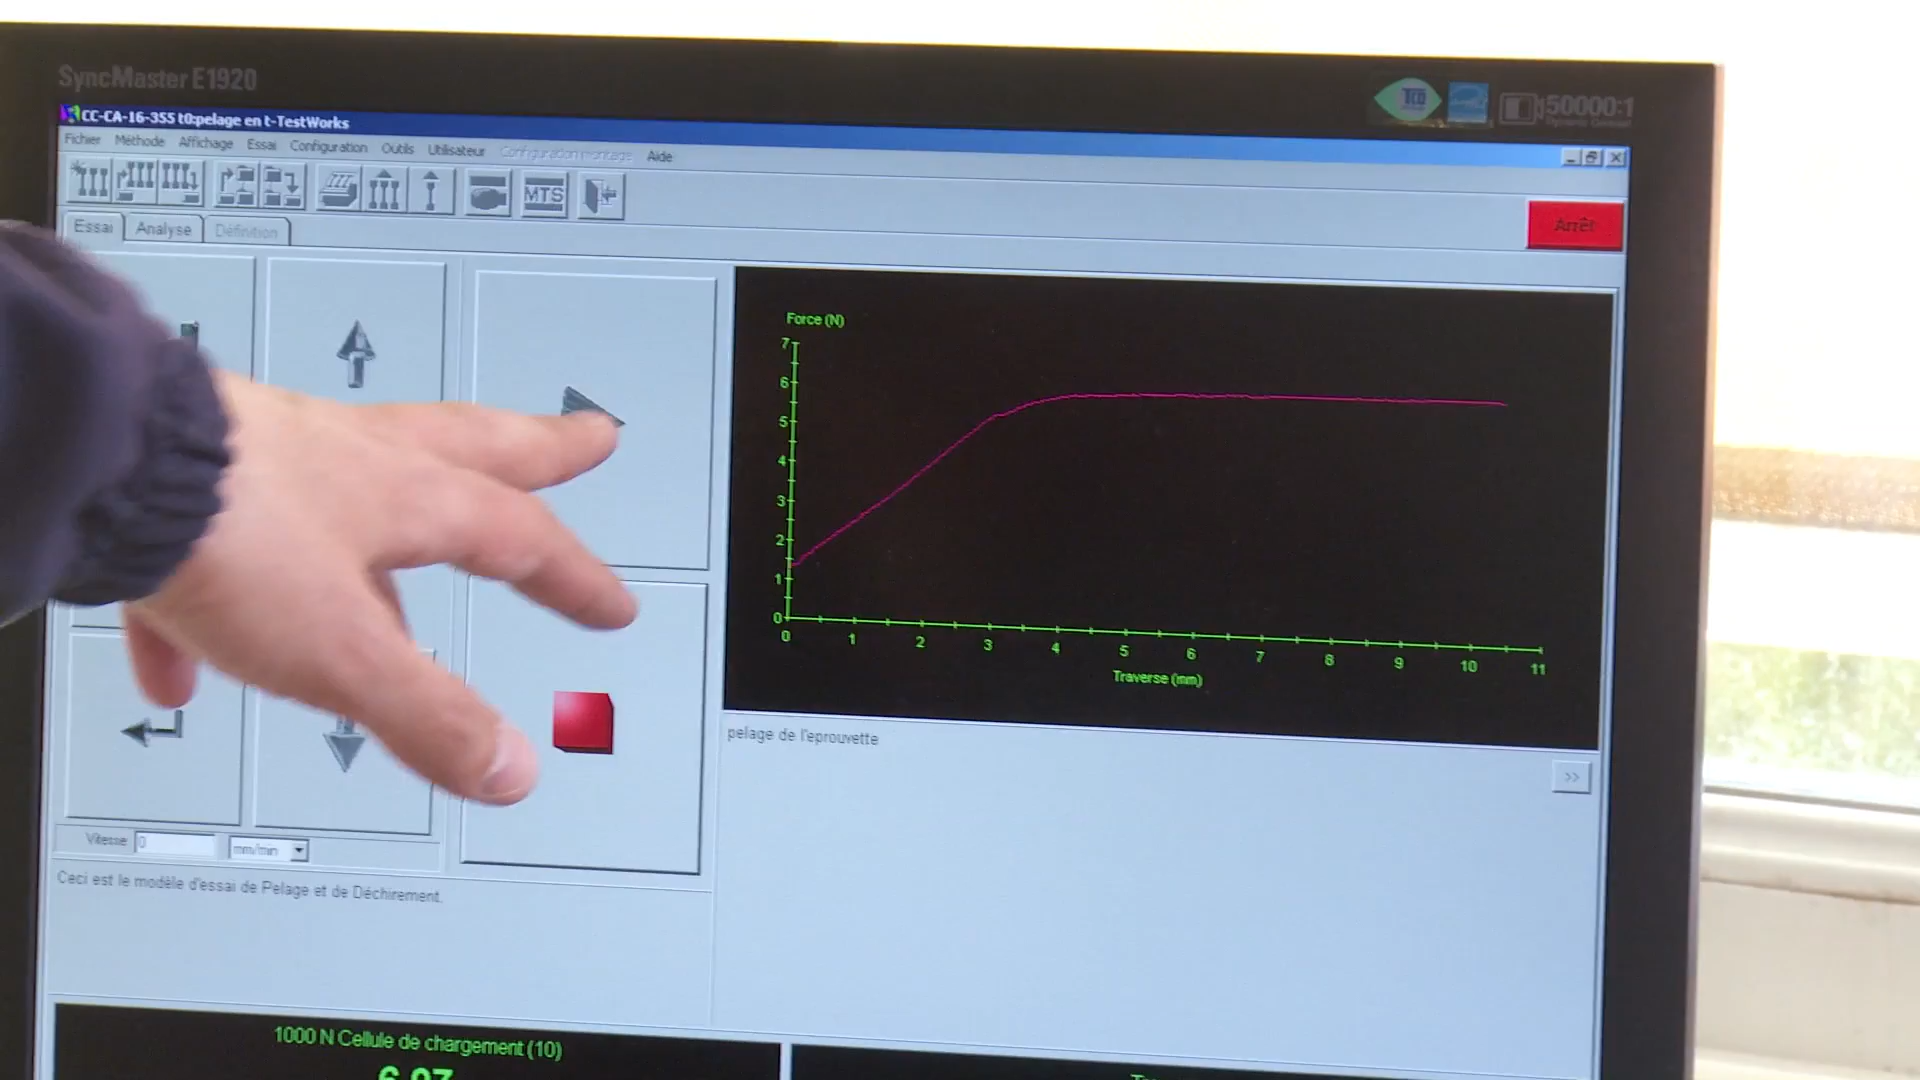 SyncMaster E1920
TCO
50000:1
CC-CA-16-355 t0:pelage en t-TestWorks
Fichier Méthode Affichage Essai Configuration Outils Utilisateur Configuration montage Aide
MTS
Essai Analyse Définition
Arrêt
Force (N)
7
6
5
4
3
2
1
0
0 1 2 3 4 5 6 7 8 9 10 11
Traverse (mm)
pelage de l'eprouvette
>>
Vitesse 0 mm/min
Ceci est le modèle d'essai de Pelage et de Déchirement.
1000 N Cellule de chargement (10)